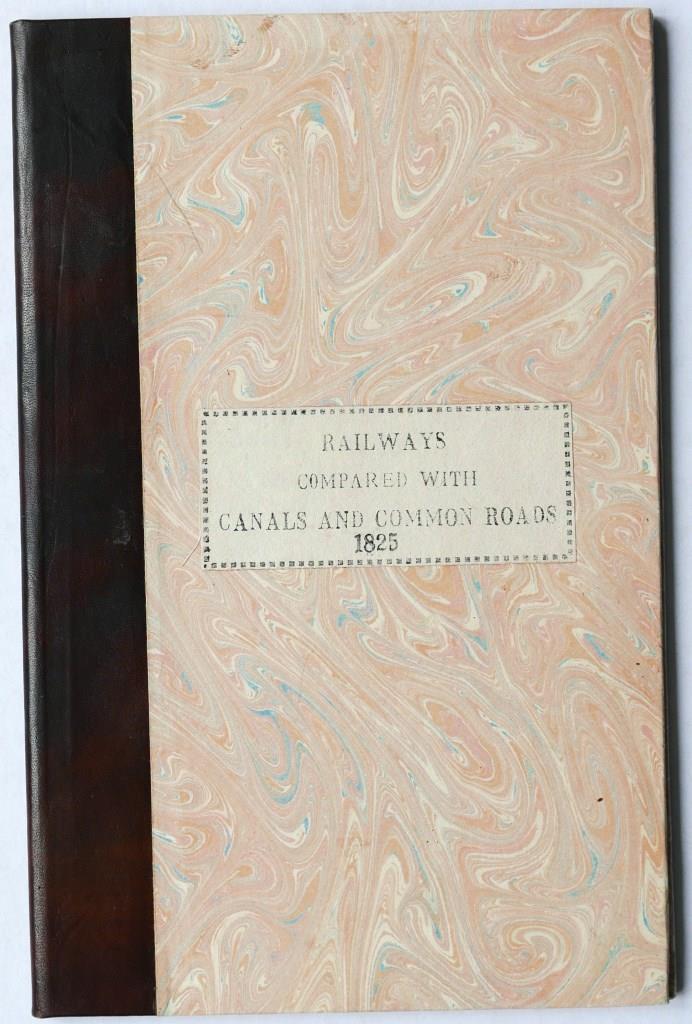 RAILWAYS
COMPARED WITH
CANALS AND COMMON ROADS
1825